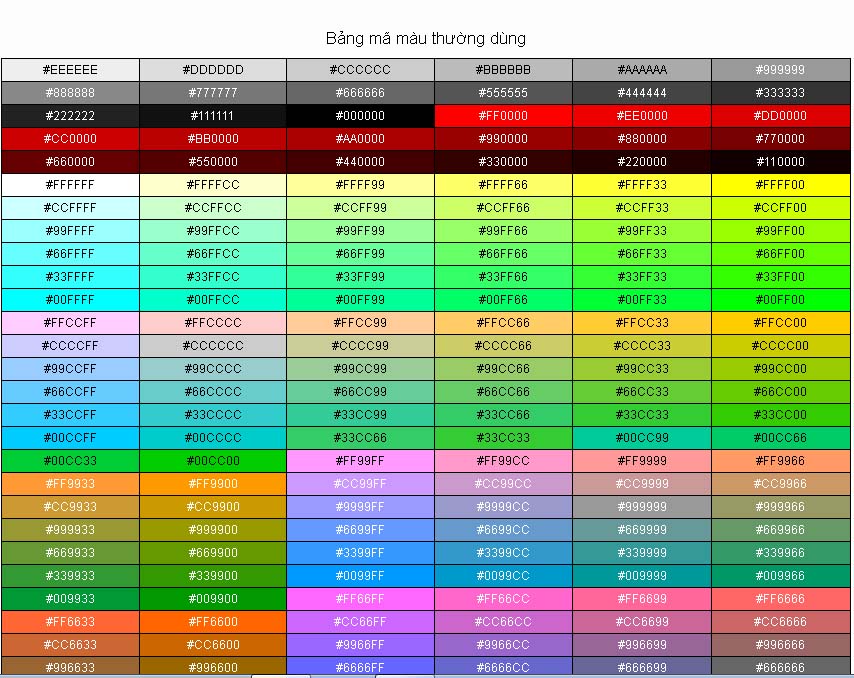 Bảng mã màu thường dùng
#EEEEEE #DDDDDD #CCCCCC #BBBBBB #AAAAAA #999999
#888888 #777777 #666666 #555555 #444444 #333333
#222222 #111111 #000000 #FF0000 #EE0000 #DD0000
#CC0000 #BB0000 #AA0000 #990000 #880000 #770000
#660000 #550000 #440000 #330000 #220000 #110000
#FFFFFF #FFFFCC #FFFF99 #FFFF66 #FFFF33 #FFFF00
#CCFFFF #CCFFCC #CCFF99 #CCFF66 #CCFF33 #CCFF00
#99FFFF #99FFCC #99FF99 #99FF66 #99FF33 #99FF00
#66FFFF #66FFCC #66FF99 #66FF66 #66FF33 #66FF00
#33FFFF #33FFCC #33FF99 #33FF66 #33FF33 #33FF00
#00FFFF #00FFCC #00FF99 #00FF66 #00FF33 #00FF00
#FFCCFF #FFCCCC #FFCC99 #FFCC66 #FFCC33 #FFCC00
#CCCCFF #CCCCCC #CCCC99 #CCCC66 #CCCC33 #CCCC00
#99CCFF #99CCCC #99CC99 #99CC66 #99CC33 #99CC00
#66CCFF #66CCCC #66CC99 #66CC66 #66CC33 #66CC00
#33CCFF #33CCCC #33CC99 #33CC66 #33CC33 #33CC00
#00CCFF #00CCCC #33CC66 #33CC33 #00CC99 #00CC66
#00CC33 #00CC00 #FF99FF #FF99CC #FF9999 #FF9966
#FF9933 #FF9900 #CC99FF #CC99CC #CC9999 #CC9966
#CC9933 #CC9900 #9999FF #9999CC #999999 #999966
#999933 #999900 #6699FF #6699CC #669999 #669966
#669933 #669900 #3399FF #3399CC #339999 #339966
#339933 #339900 #0099FF #0099CC #009999 #009966
#009933 #009900 #FF66FF #FF66CC #FF6699 #FF6666
#FF6633 #FF6600 #CC66FF #CC66CC #CC6699 #CC6666
#CC6633 #CC6600 #9966FF #9966CC #996699 #996666
#996633 #996600 #6666FF #6666CC #666699 #666666